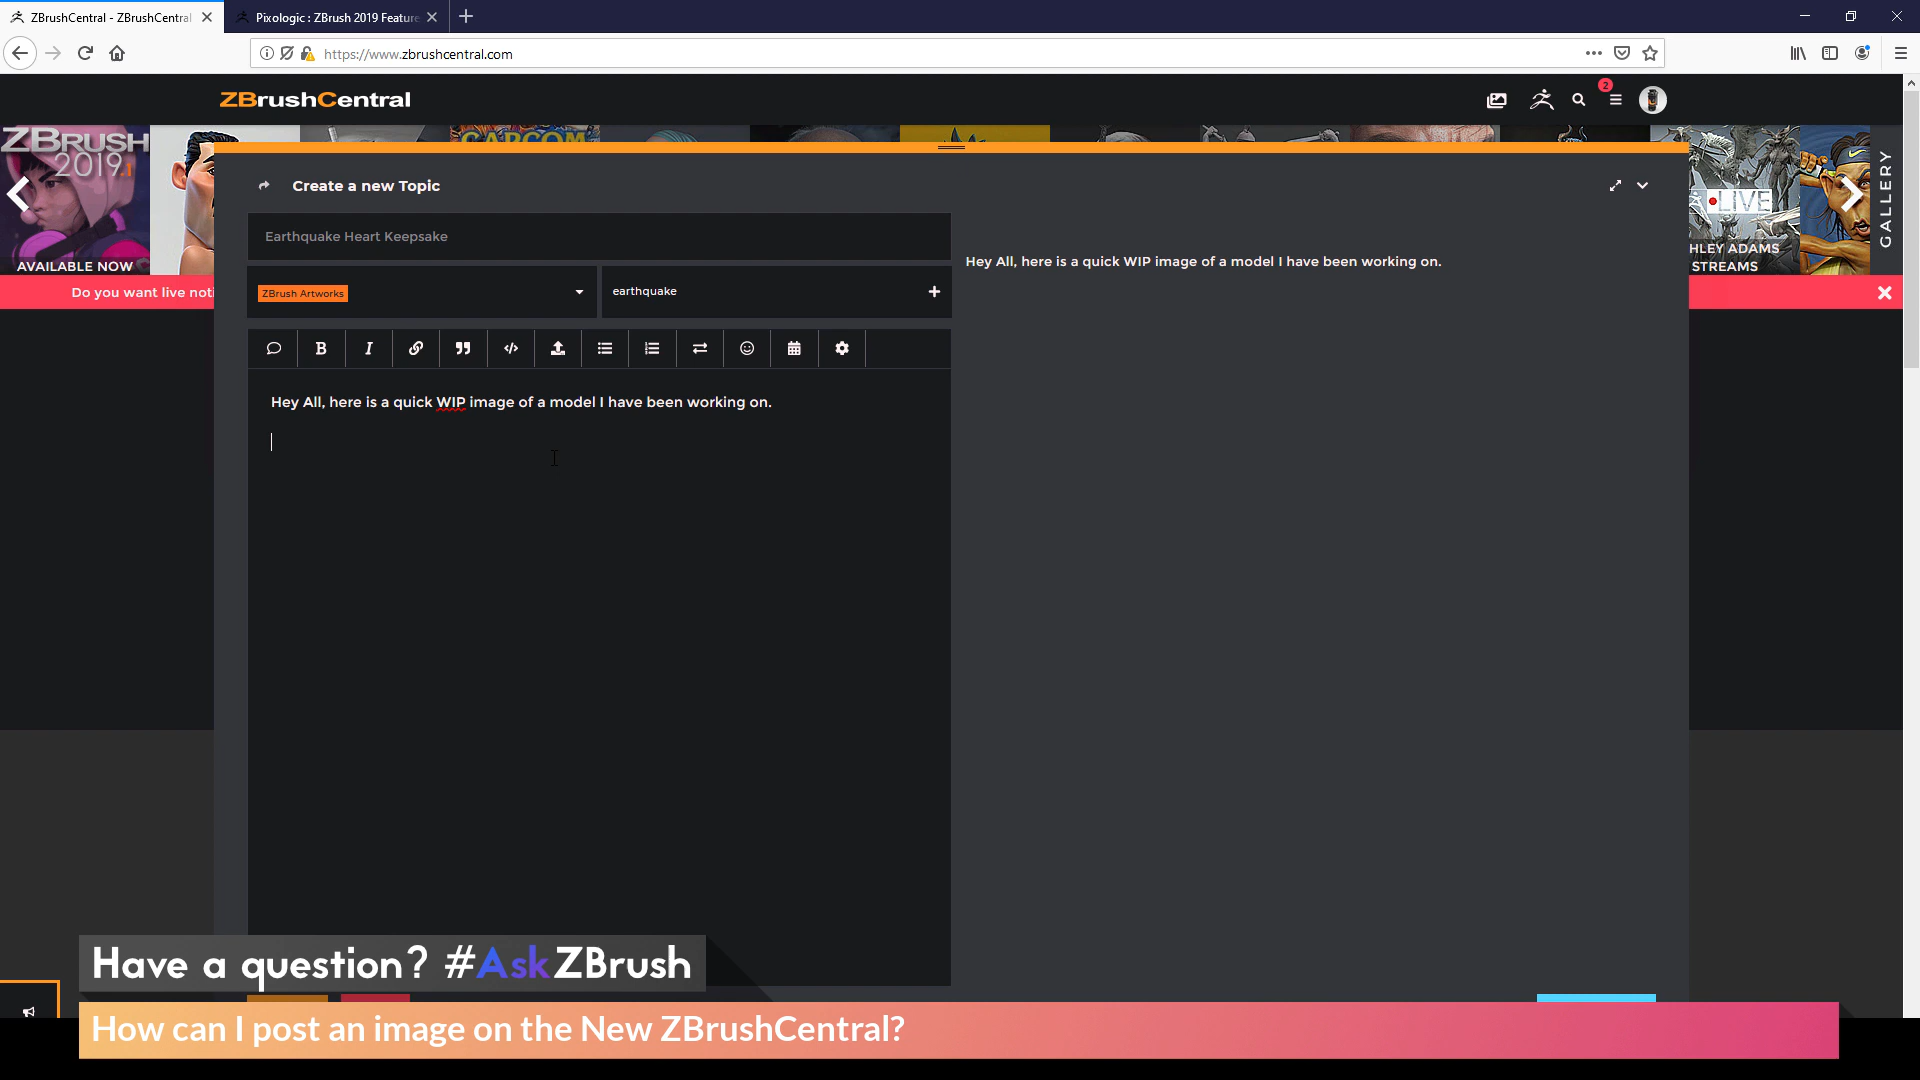 ZBrushCentral - ZBrushCentral
Pixologic : ZBrush 2019 Feature
https://www.zbrushcentral.com
ZBrushCentral
2
ZBRUSH
2019.1
AVAILABLE NOW
CAPCOM
LIVE
HLEY ADAMS
STREAMS
GALLERY
Do you want live noti
Create a new Topic
Earthquake Heart Keepsake
ZBrush Artworks
earthquake
B
I
Hey All, here is a quick WIP image of a model I have been working on.
Hey All, here is a quick WIP image of a model I have been working on.
Have a question? #AskZBrush
How can I post an image on the New ZBrushCentral?